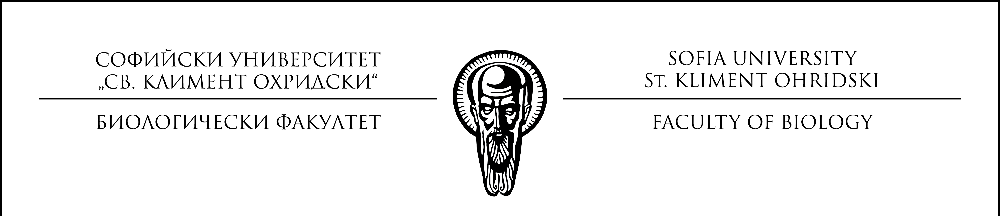 СОФИЙСКИ УНИВЕРСИТЕТ
„СВ. КЛИМЕНТ ОХРИДСКИ“
БИОЛОГИЧЕСКИ ФАКУЛТЕТ
SOFIA UNIVERSITY
St. KLIMENT OHRIDSKI
FACULTY OF BIOLOGY